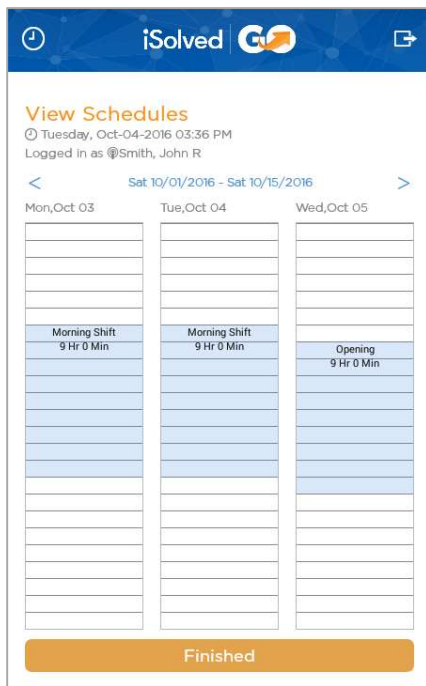 iSolved GO
View Schedules
Tuesday, Oct-04-2016 03:36 PM
Logged in as Smith, John R
< Sat 10/01/2016 - Sat 10/15/2016 >
Mon,Oct 03 Tue,Oct 04 Wed,Oct 05
Morning Shift Morning Shift
9 Hr 0 Min 9 Hr 0 Min Opening
9 Hr 0 Min
Finished